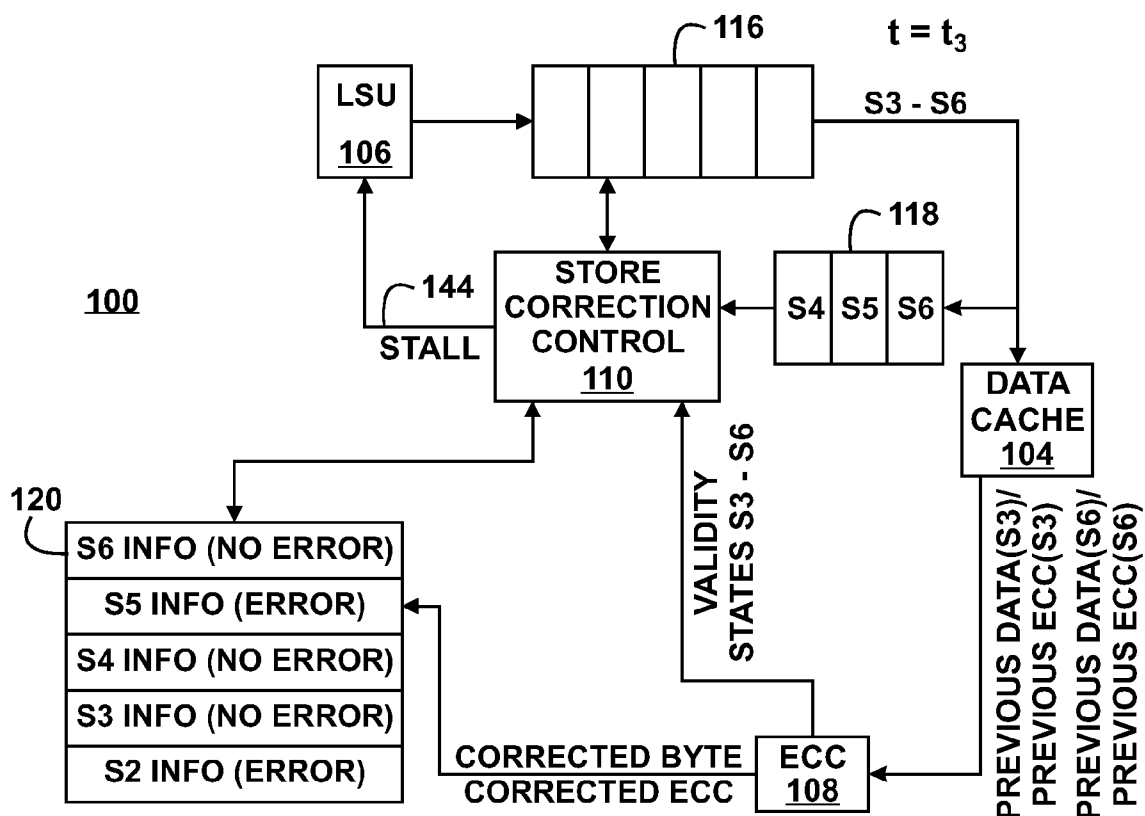 116
t = t3
LSU
106
S3 - S6
118
100
144
STALL
STORE
CORRECTION
CONTROL
110
S4 S5 S6
DATA
CACHE
104
120
S6 INFO (NO ERROR)
S5 INFO (ERROR)
S4 INFO (NO ERROR)
S3 INFO (NO ERROR)
S2 INFO (ERROR)
VALIDITY
STATES S3 - S6
PREVIOUS DATA(S3)/
PREVIOUS ECC(S3)
PREVIOUS DATA(S6)/
PREVIOUS ECC(S6)
CORRECTED BYTE
CORRECTED ECC
ECC
108